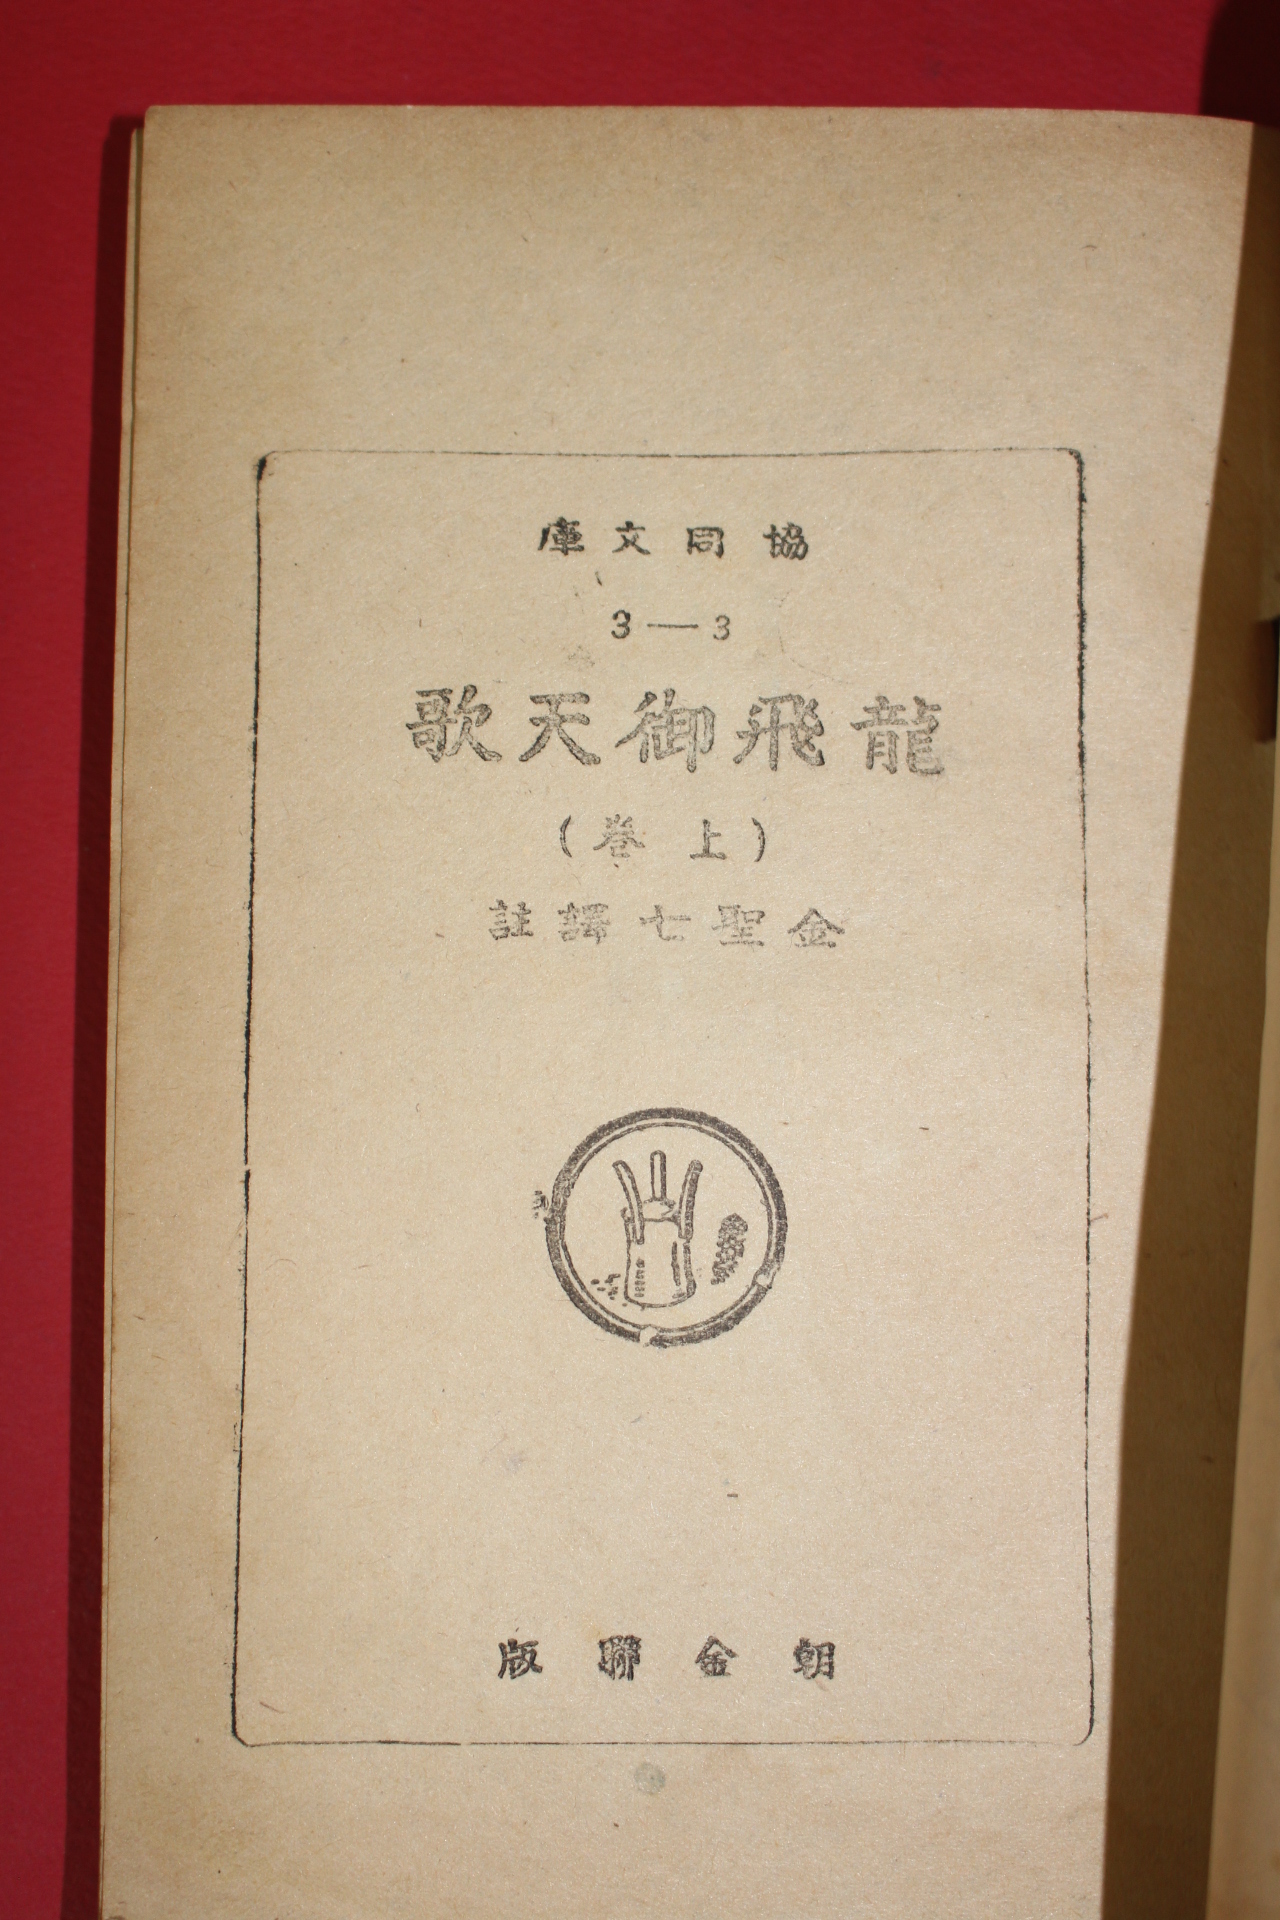 協同文庫
3—3
龍飛御天歌
(上卷)
金聖七譯註
朝金聯版